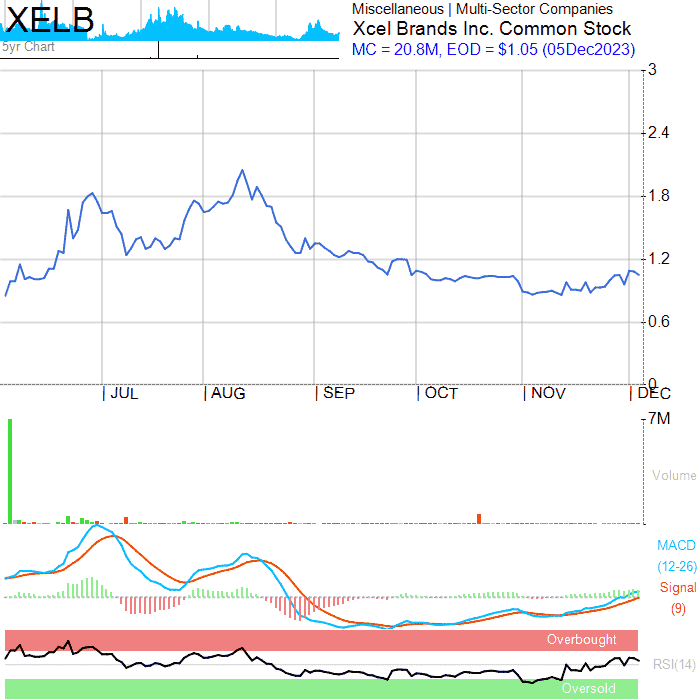 XELB
5yr Chart
Miscellaneous | Multi-Sector Companies
Xcel Brands Inc. Common Stock
MC = 20.8M, EOD = $1.05 (05Dec2023)
3
2.4
1.8
1.2
0.6
0
| JUL | AUG | SEP | OCT | NOV | DEC
7M
Volume
MACD
(12-26)
Signal
(9)
Overbought
RSI(14)
Oversold